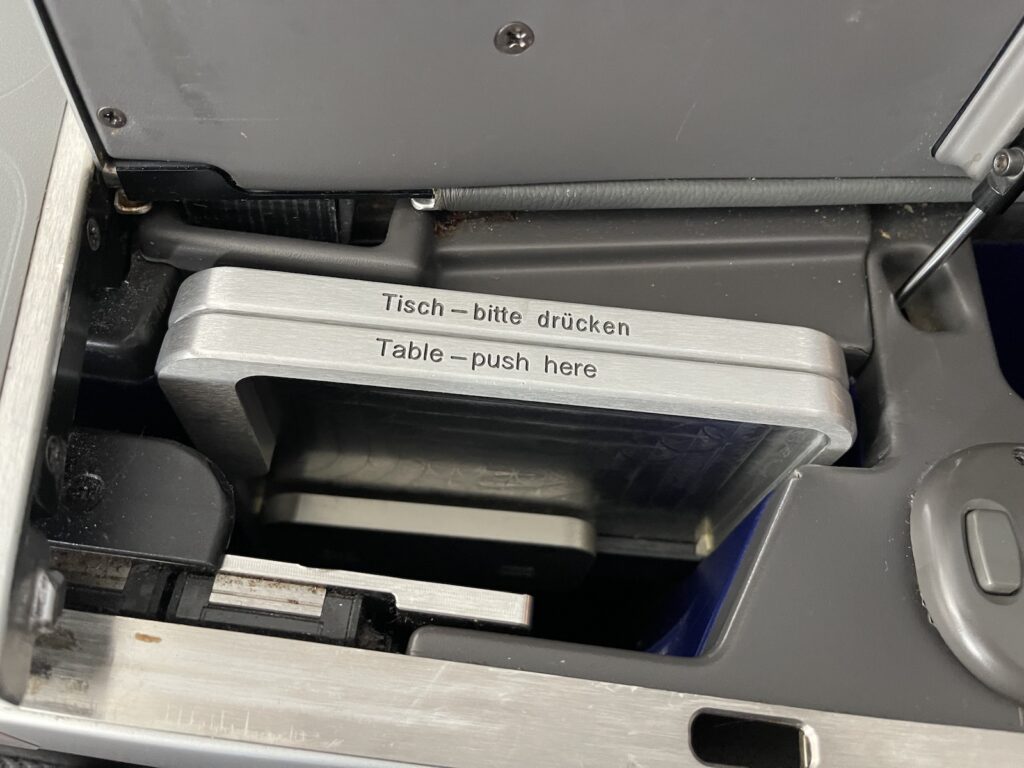 Tisch – bitte drücken
Table – push here